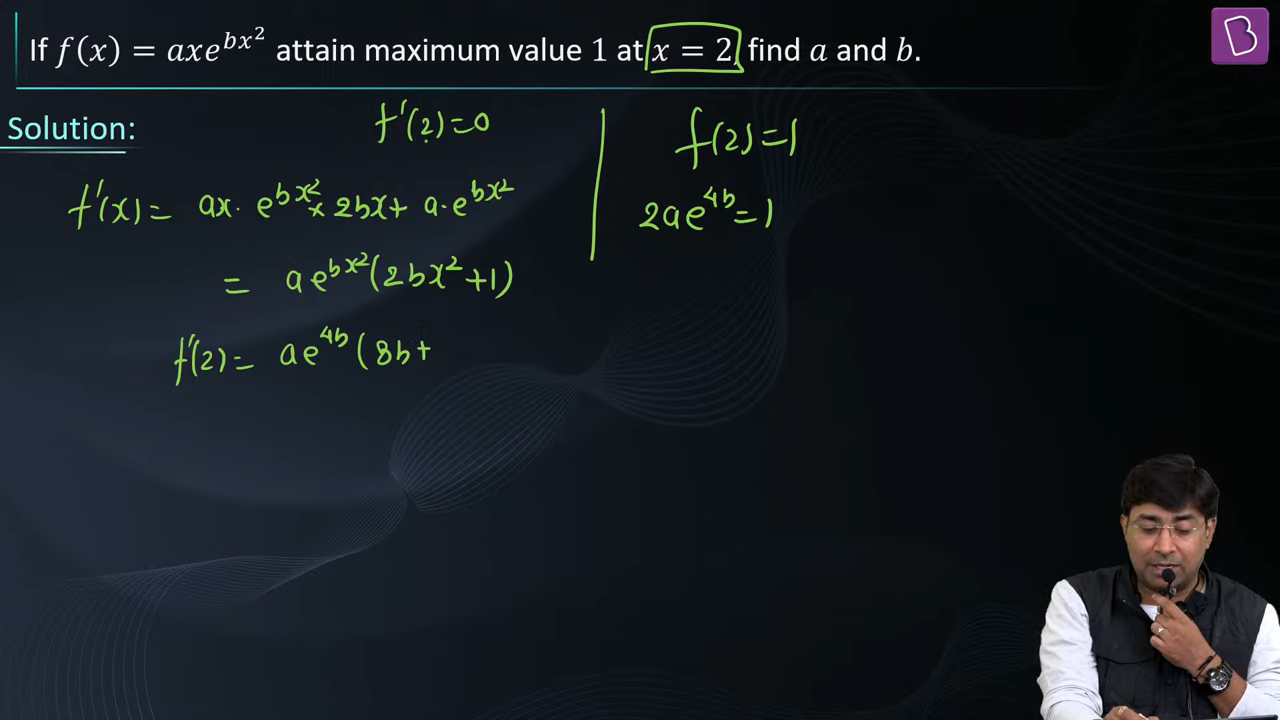 If f(x) = axe^{bx^2} attain maximum value 1 at x = 2, find a and b.
Solution:
f'(2)=0
f'(x) = ax· e^{bx^2} × 2bx + a·e^{bx^2}
= ae^{bx^2}(2bx^2+1)
f'(2) = ae^{4b}(8b+
f(2)=1
2ae^{4b}=1